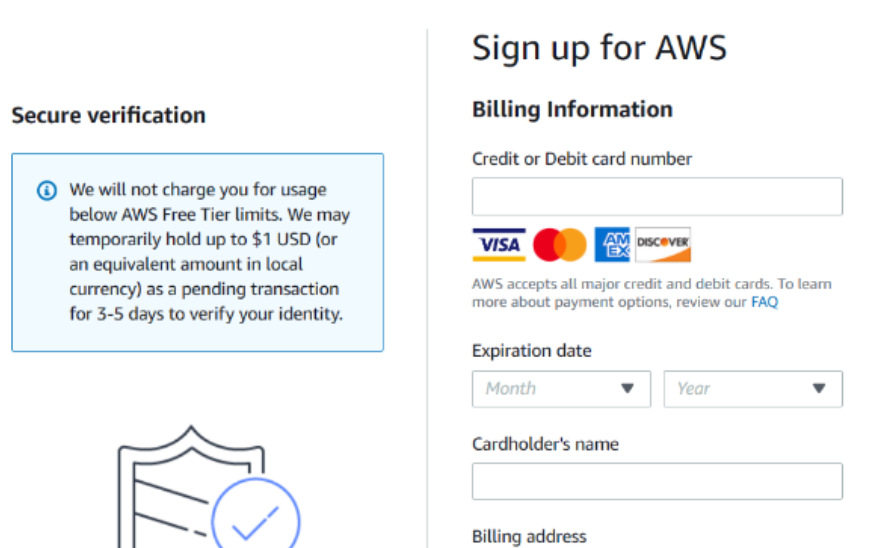 Sign up for AWS
Secure verification
We will not charge you for usage
below AWS Free Tier limits. We may
temporarily hold up to $1 USD (or
an equivalent amount in local
currency) as a pending transaction
for 3-5 days to verify your identity.
Billing Information
Credit or Debit card number
VISA
AM
EX
DISCOVER
AWS accepts all major credit and debit cards. To learn
more about payment options, review our FAQ
Expiration date
Month
Year
Cardholder's name
Billing address